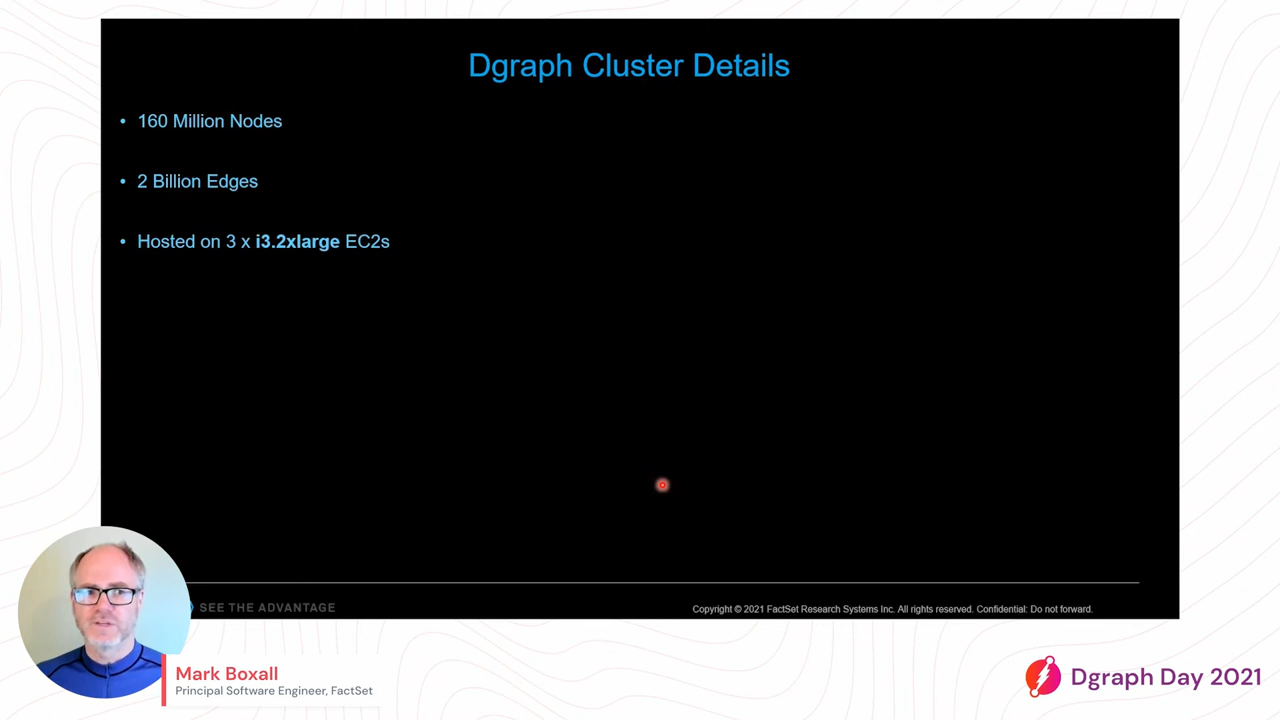 Dgraph Cluster Details
• 160 Million Nodes
• 2 Billion Edges
• Hosted on 3 x i3.2xlarge EC2s
SEE THE ADVANTAGE
Copyright © 2021 FactSet Research Systems Inc. All rights reserved. Confidential: Do not forward.
Mark Boxall
Principal Software Engineer, FactSet
Dgraph Day 2021